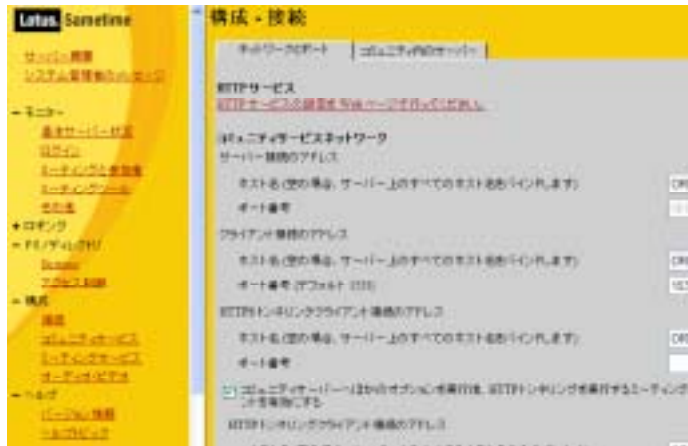 Lotus. Sametime
サーバー概要
システム管理者のメッセージ
モニター
基本サーバー状況
ログイン
ミーティングと参加者
ミーティングツール
その他
ロギング
Domino
アクセス制御
構成
接続
コミュニティサービス
ミーティングサービス
オーディオ/ビデオ
ヘルプ
バージョン情報
ヘルプトピック
構成 - 接続
ネットワークとポート
コミュニティ内のサーバー
HTTPサービス
HTTPサービスの設定を Web ページで行ってください。
コミュニティサービスネットワーク
サーバー接続のアドレス
ホスト名 (空の場合、サーバー上のすべてのホスト名をバインドします)
ポート番号
クライアント接続のアドレス
ホスト名 (空の場合、サーバー上のすべてのホスト名をバインドします)
ポート番号 (デフォルト 1533)
HTTPSトンネリングクライアント接続のアドレス
ホスト名 (空の場合、サーバー上のすべてのホスト名をバインドします)
ポート番号
HTTPトンネリングクライアント接続のアドレス